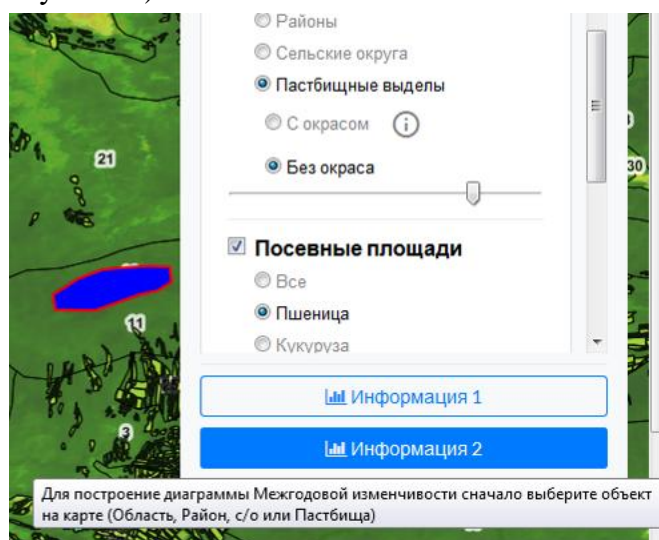 Районы
Сельские округа
Пастбищные выделы
С окрасом i
Без окраса
21
30
Посевные площади
Все
Пшеница
11
Кукуруза
Информация 1
3
Информация 2
Для построение диаграммы Межгодовой изменчивости сначало выберите объект
на карте (Область, Район, с/о или Пастбища)